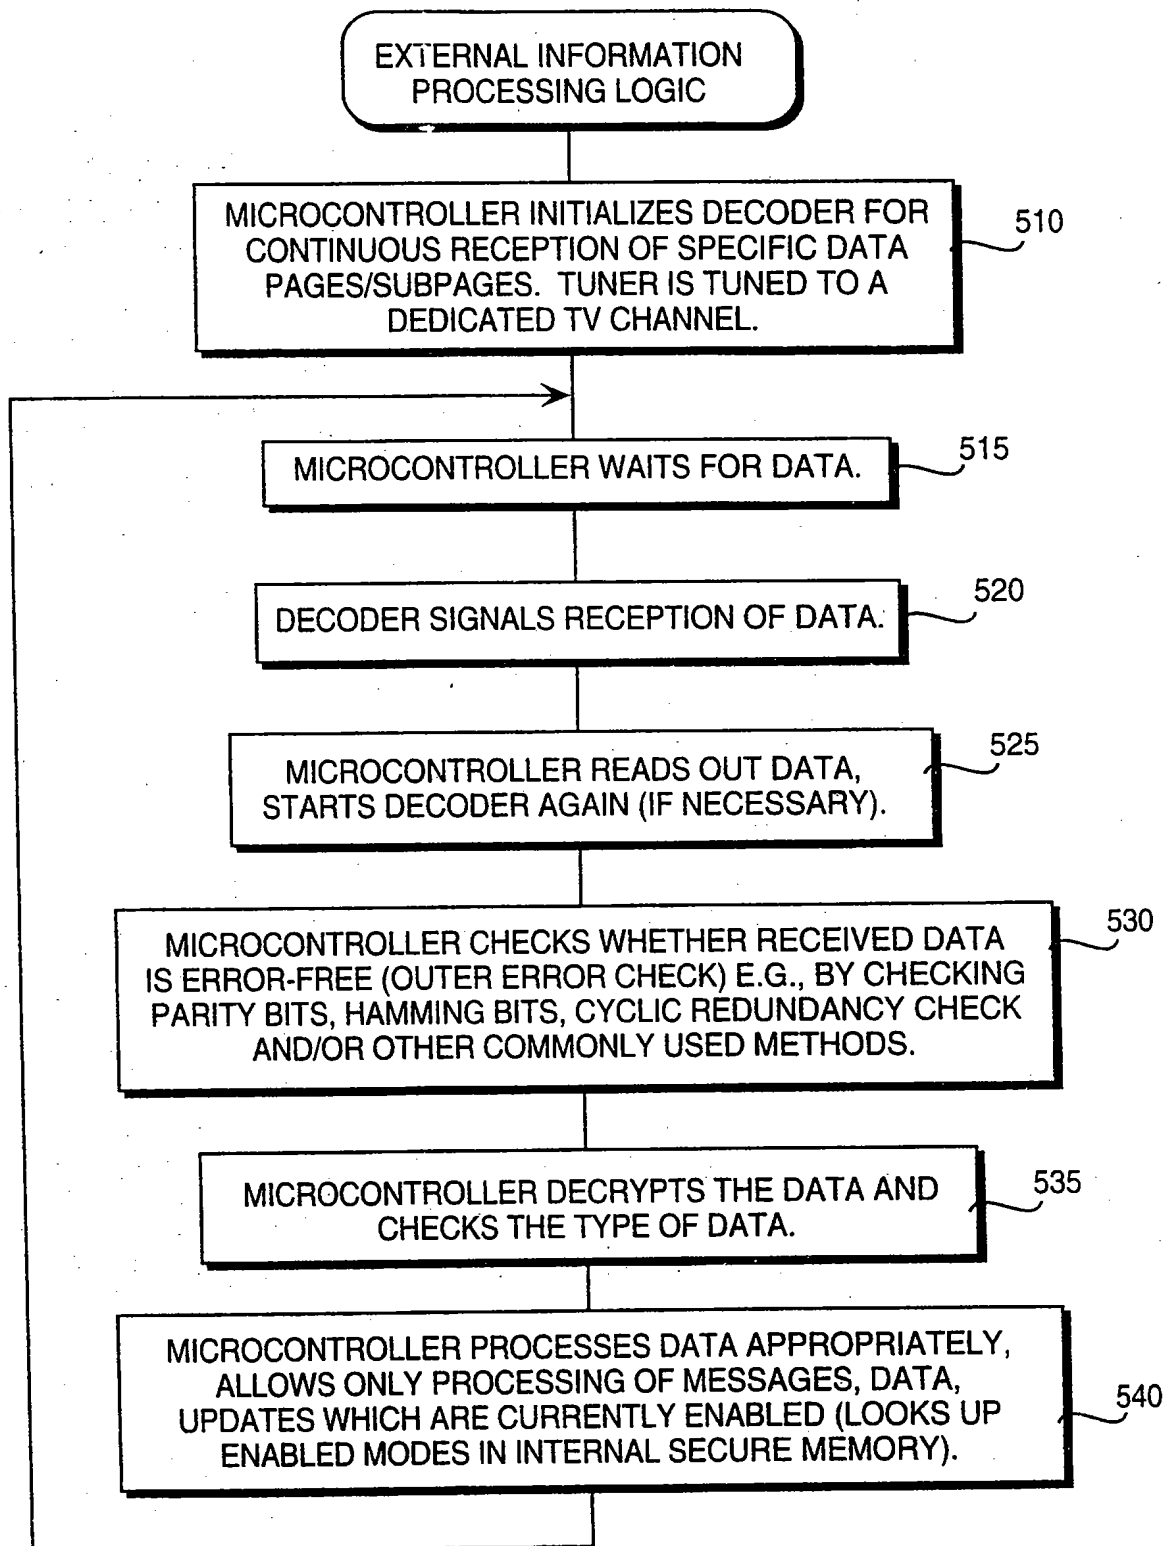 EXTERNAL INFORMATION
PROCESSING LOGIC
MICROCONTROLLER INITIALIZES DECODER FOR
CONTINUOUS RECEPTION OF SPECIFIC DATA
PAGES/SUBPAGES. TUNER IS TUNED TO A
DEDICATED TV CHANNEL.
510
MICROCONTROLLER WAITS FOR DATA.
515
DECODER SIGNALS RECEPTION OF DATA.
520
MICROCONTROLLER READS OUT DATA,
STARTS DECODER AGAIN (IF NECESSARY).
525
MICROCONTROLLER CHECKS WHETHER RECEIVED DATA
IS ERROR-FREE (OUTER ERROR CHECK) E.G., BY CHECKING
PARITY BITS, HAMMING BITS, CYCLIC REDUNDANCY CHECK
AND/OR OTHER COMMONLY USED METHODS.
530
MICROCONTROLLER DECRYPTS THE DATA AND
CHECKS THE TYPE OF DATA.
535
MICROCONTROLLER PROCESSES DATA APPROPRIATELY,
ALLOWS ONLY PROCESSING OF MESSAGES, DATA,
UPDATES WHICH ARE CURRENTLY ENABLED (LOOKS UP
ENABLED MODES IN INTERNAL SECURE MEMORY).
540